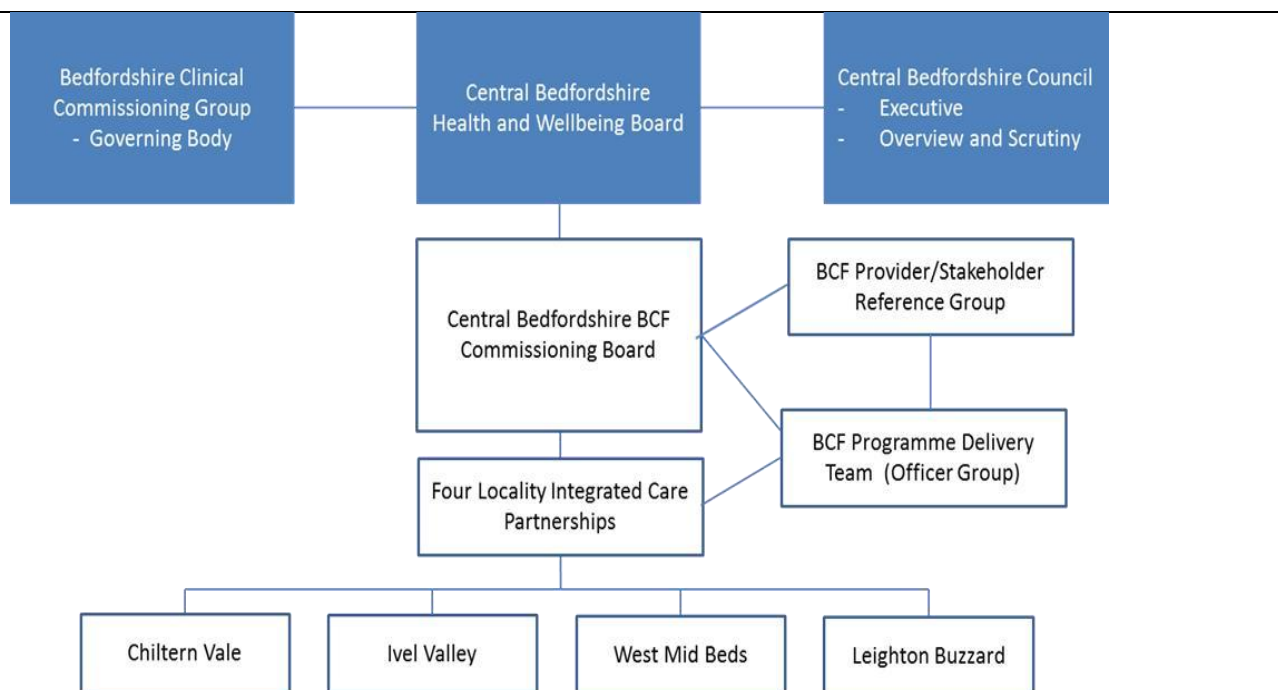 Bedfordshire Clinical
Commissioning Group
- Governing Body
Central Bedfordshire
Health and Wellbeing Board
Central Bedfordshire Council
- Executive
- Overview and Scrutiny
Central Bedfordshire BCF
Commissioning Board
BCF Provider/Stakeholder
Reference Group
BCF Programme Delivery
Team (Officer Group)
Four Locality Integrated Care
Partnerships
Chiltern Vale
Ivel Valley
West Mid Beds
Leighton Buzzard